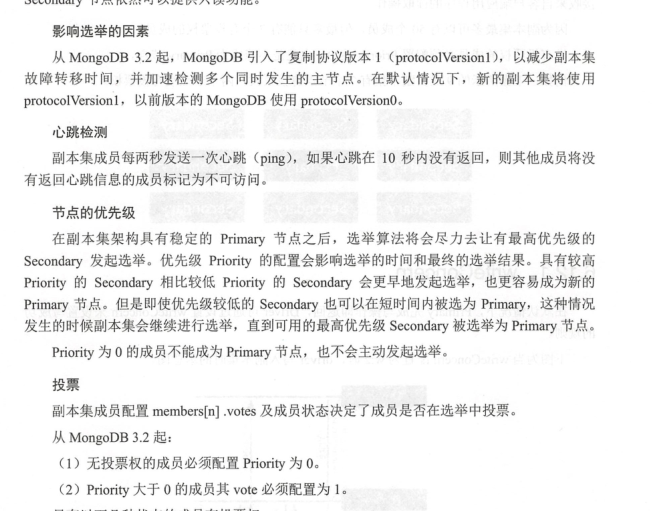 Secondary 节点依然可以提供只读功能。
影响选举的因素
从 MongoDB 3.2 起，MongoDB 引入了复制协议版本 1（protocolVersion1），以减少副本集
故障转移时间，并加速检测多个同时发生的主节点。在默认情况下，新的副本集将使用
protocolVersion1，以前版本的 MongoDB 使用 protocolVersion0。
心跳检测
副本集成员每两秒发送一次心跳（ping），如果心跳在 10 秒内没有返回，则其他成员将没
有返回心跳信息的成员标记为不可访问。
节点的优先级
在副本集架构具有稳定的 Primary 节点之后，选举算法将会尽力去让有最高优先级的
Secondary 发起选举。优先级 Priority 的配置会影响选举的时间和最终的选举结果。具有较高
Priority 的 Secondary 相比较低 Priority 的 Secondary 会更早地发起选举，也更容易成为新的
Primary 节点。但是即使优先级较低的 Secondary 也可以在短时间内被选为 Primary，这种情况
发生的时候副本集会继续进行选举，直到可用的最高优先级 Secondary 被选举为 Primary 节点。
Priority 为 0 的成员不能成为 Primary 节点，也不会主动发起选举。
投票
副本集成员配置 members[n] .votes 及成员状态决定了成员是否在选举中投票。
从 MongoDB 3.2 起：
（1）无投票权的成员必须配置 Priority 为 0。
（2）Priority 大于 0 的成员其 vote 必须配置为 1。